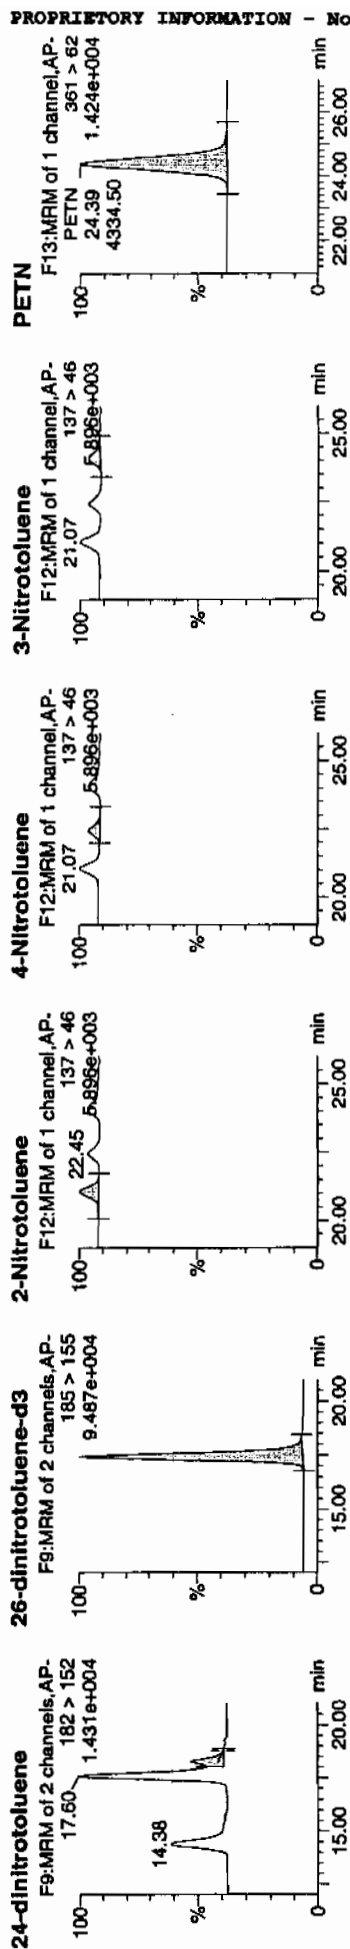 PROPRIETORY INFORMATION - No
24-dinitrotoluene
F9:MRM of 2 channels,AP-
182 > 152
1.431e+004
17.60
14.38
100
%
0
15.00
20.00
min
26-dinitrotoluene-d3
F9:MRM of 2 channels,AP-
185 > 155
9.487e+004
100
%
0
15.00
20.00
min
2-Nitrotoluene
F12:MRM of 1 channel,AP-
137 > 46
5.896e+003
22.45
100
%
0
20.00
25.00
min
4-Nitrotoluene
F12:MRM of 1 channel,AP-
137 > 46
5.896e+003
21.07
100
%
0
20.00
25.00
min
3-Nitrotoluene
F12:MRM of 1 channel,AP-
137 > 46
5.896e+003
21.07
100
%
0
20.00
25.00
min
PETN
F13:MRM of 1 channel,AP-
361 > 62
1.424e+004
PETN
24.39
4334.50
100
%
0
22.00
24.00
26.00
min